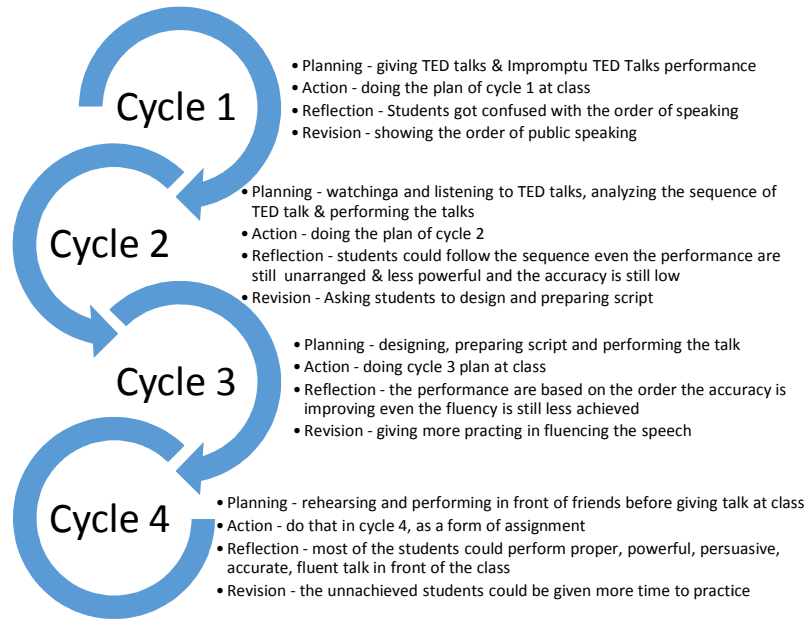 Cycle 1
• Planning - giving TED talks & Impromptu TED Talks performance
• Action - doing the plan of cycle 1 at class
• Reflection - Students got confused with the order of speaking
• Revision - showing the order of public speaking
Cycle 2
• Planning - watchinga and listening to TED talks, analyzing the sequence of
TED talk & performing the talks
• Action - doing the plan of cycle 2
• Reflection - students could follow the sequence even the performance are
still unarranged & less powerful and the accuracy is still low
• Revision - Asking students to design and preparing script
Cycle 3
• Planning - designing, preparing script and performing the talk
• Action - doing cycle 3 plan at class
• Reflection - the performance are based on the order the accuracy is
improving even the fluency is still less achieved
• Revision - giving more practing in fluencing the speech
Cycle 4
• Planning - rehearsing and performing in front of friends before giving talk at class
• Action - do that in cycle 4, as a form of assignment
• Reflection - most of the students could perform proper, powerful, persuasive,
accurate, fluent talk in front of the class
• Revision - the unnachieved students could be given more time to practice